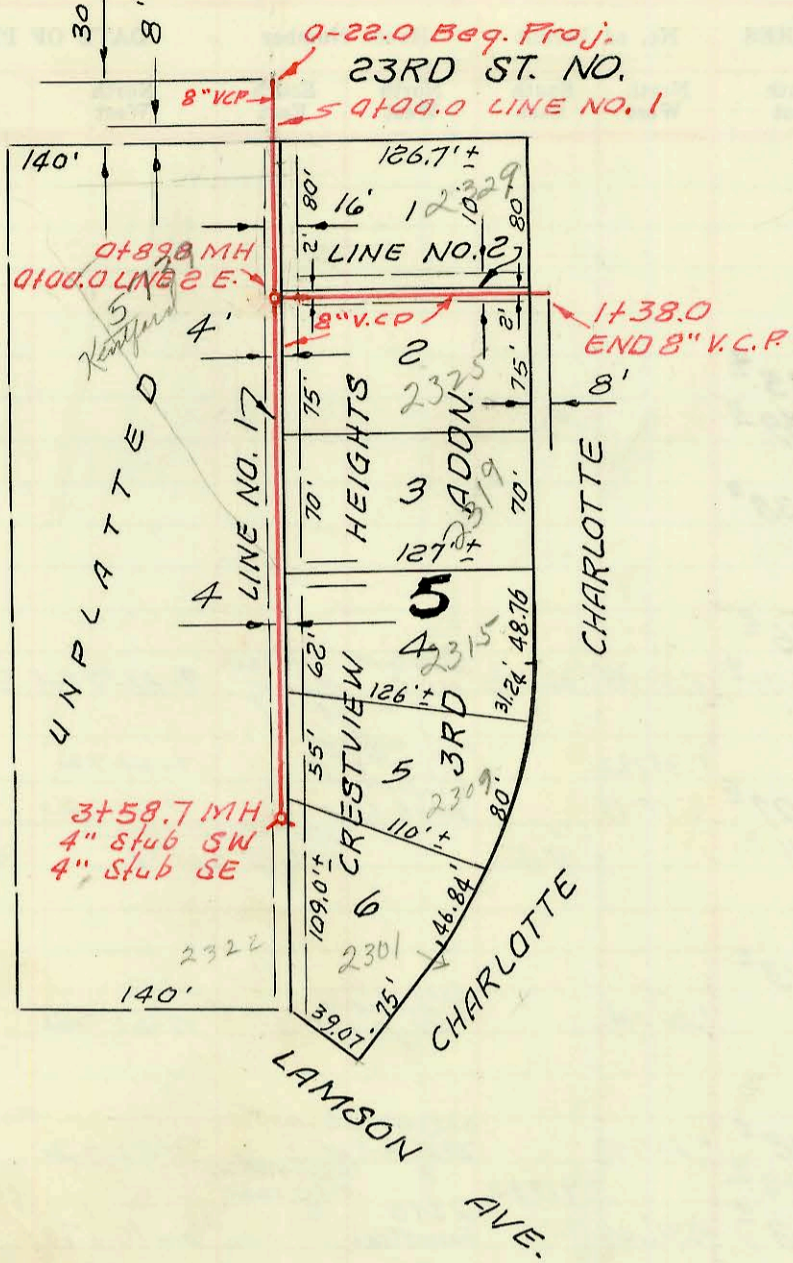 30
8'
0-22.0 Beg. Proj.
23RD ST. NO.
8" VCP
0+00.0 LINE NO. 1
140'
126.7'±
80'
16'
1
2329
10'
80'
2'
LINE NO. 2
0+89.8 MH
0+00.0 LINE 2 E.
5729
Kentford
4'
8" V.C.P
2'
1+38.0
END 8" V.C.P.
2
2325
75'
75'
8'
UNPLATTED
LINE NO. 1
HEIGHTS
ADDN.
70'
3
2319
70'
127'±
CHARLOTTE
4
5
48.76
62'
4
2315
31.24'
126'±
CRESTVIEW
3RD
55'
5
2309
80'
3+58.7 MH
4" Stub SW
4" Stub SE
110'±
109.0'±
6
46.84'
2322
2301
CHARLOTTE
140'
39.07'
75'
LAMSON AVE.